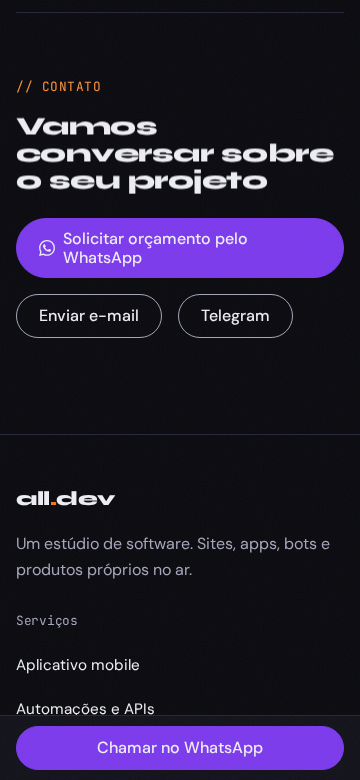 // CONTATO
Vamos
conversar sobre
o seu projeto
Solicitar orçamento pelo
WhatsApp
Enviar e-mail
Telegram
all.dev
Um estúdio de software. Sites, apps, bots e
produtos próprios no ar.
Serviços
Aplicativo mobile
Automações e APIs
Chamar no WhatsApp